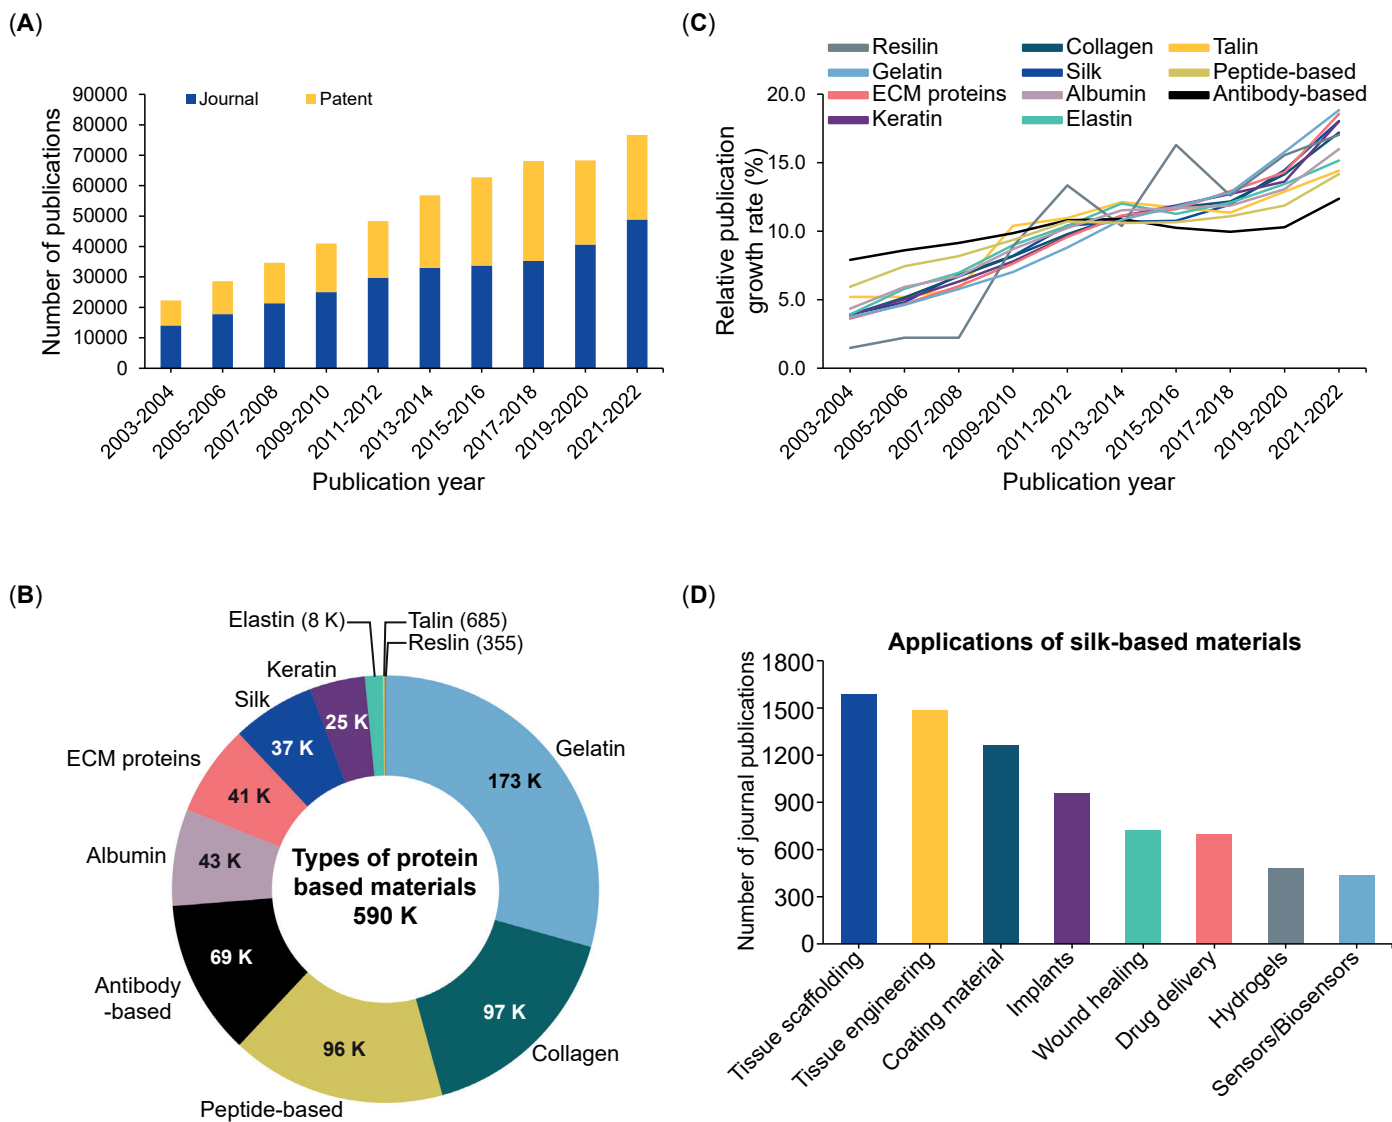 (A)
Number of publications
90000
80000
70000
60000
50000
40000
30000
20000
10000
0
Journal
Patent
2003-2004
2005-2006
2007-2008
2009-2010
2011-2012
2013-2014
2015-2016
2017-2018
2019-2020
2021-2022
Publication year
(C)
Resilin
Gelatin
ECM proteins
Keratin
Collagen
Silk
Albumin
Elastin
Talin
Peptide-based
Antibody-based
Relative publication
growth rate (%)
20.0
15.0
10.0
5.0
0.0
2003-2004
2005-2006
2007-2008
2009-2010
2011-2012
2013-2014
2015-2016
2017-2018
2019-2020
2021-2022
Publication year
(B)
Elastin (8 K)
Talin (685)
Reslin (355)
Keratin
25 K
Silk
37 K
ECM proteins
41 K
Albumin
43 K
Antibody
-based
69 K
Peptide-based
96 K
Collagen
97 K
Gelatin
173 K
Types of protein
based materials
590 K
(D)
Applications of silk-based materials
Number of journal publications
1800
1500
1200
900
600
300
0
Tissue scaffolding
Tissue engineering
Coating material
Implants
Wound healing
Drug delivery
Hydrogels
Sensors/Biosensors